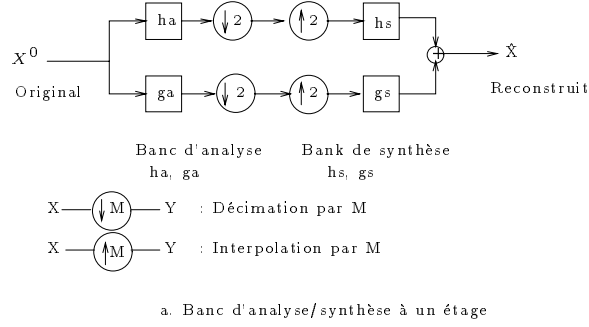 ha ↓ 2 ↑ 2 hs
X⁰ + X̂
Original Reconstruit
ga ↓ 2 ↑ 2 gs
Banc d'analyse Bank de synthèse
ha, ga hs, gs
X ↓ M Y : Décimation par M
X ↑ M Y : Interpolation par M
a. Banc d'analyse/synthèse à un étage